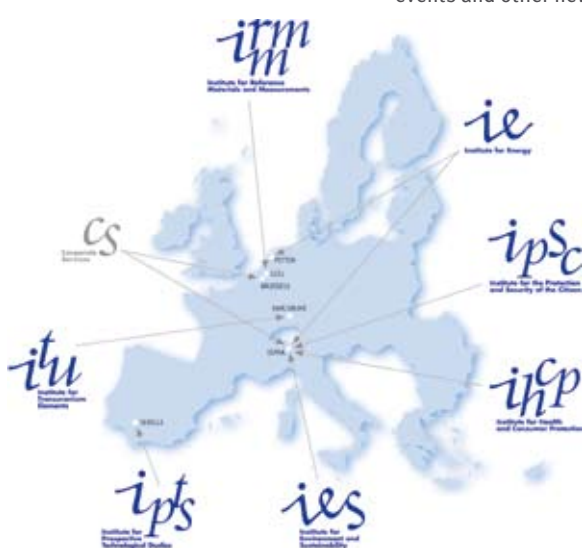 events and other
irmm
Institute for Reference
Materials and Measurements
ie
Institute for Energy
cs
Corporate
Services
PETTEN
GEEL
BRUSSELS
ipsc
Institute for the Protection
and Security of the Citizen
KARLSRUHE
itu
Institute for
Transuranium
Elements
ISPRA
ihcp
Institute for Health
and Consumer Protection
SEVILLE
ipts
Institute for
Prospective
Technological Studies
ies
Institute for
Environment and
Sustainability